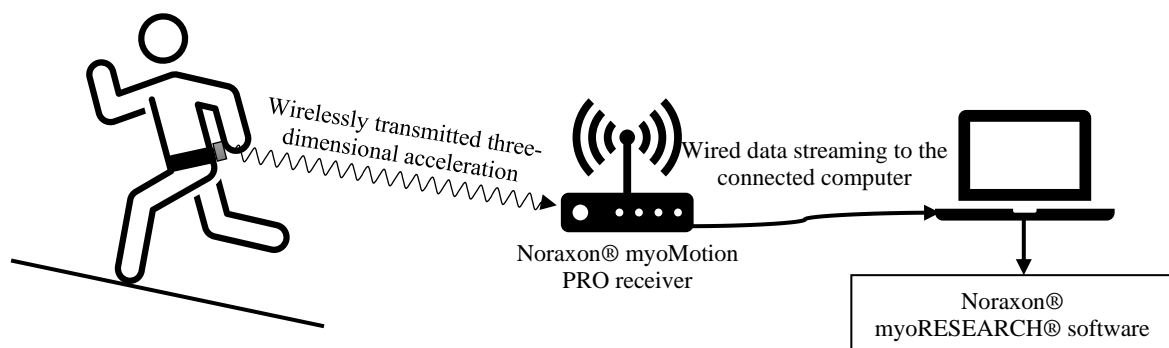 Wirelessly transmitted three-
dimensional acceleration
Wired data streaming to the
connected computer
Noraxon® myoMotion
PRO receiver
Noraxon®
myoRESEARCH® software